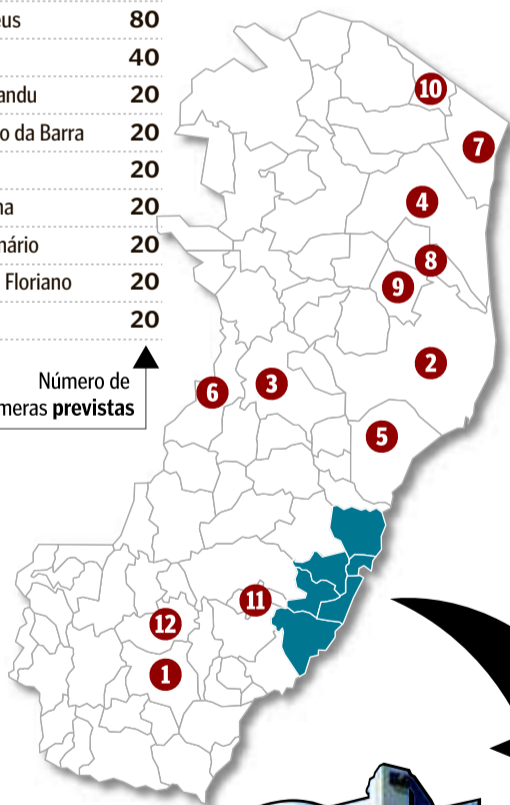 eus 80
40
andu 20
o da Barra 20
20
na 20
nário 20
Floriano 20
20
Número de
meras previstas
10
7
4
8
9
2
3
6
5
11
12
1